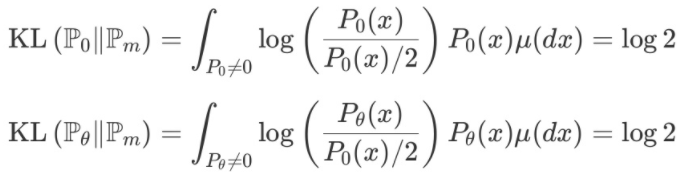 KL (ℙ₀||ℙₘ) = ∫_{P₀≠0} log ( P₀(x) / P₀(x)/2 ) P₀(x)μ(dx) = log 2
KL (ℙ_θ||ℙₘ) = ∫_{P_θ≠0} log ( P_θ(x) / P₀(x)/2 ) P_θ(x)μ(dx) = log 2